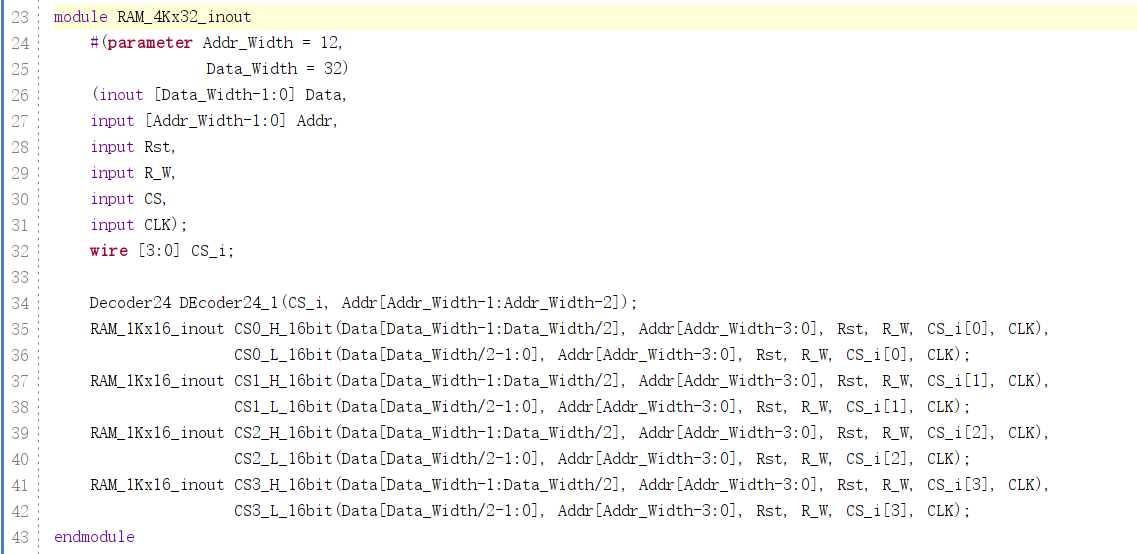 23 module RAM_4Kx32_inout
24 #(parameter Addr_Width = 12,
25 Data_Width = 32)
26 (inout [Data_Width-1:0] Data,
27 input [Addr_Width-1:0] Addr,
28 input Rst,
29 input R_W,
30 input CS,
31 input CLK);
32 wire [3:0] CS_i;
33
34 Decoder24 DEcoder24_1(CS_i, Addr[Addr_Width-1:Addr_Width-2]);
35 RAM_1Kx16_inout CS0_H_16bit(Data[Data_Width-1:Data_Width/2], Addr[Addr_Width-3:0], Rst, R_W, CS_i[0], CLK),
36 CS0_L_16bit(Data[Data_Width/2-1:0], Addr[Addr_Width-3:0], Rst, R_W, CS_i[0], CLK);
37 RAM_1Kx16_inout CS1_H_16bit(Data[Data_Width-1:Data_Width/2], Addr[Addr_Width-3:0], Rst, R_W, CS_i[1], CLK),
38 CS1_L_16bit(Data[Data_Width/2-1:0], Addr[Addr_Width-3:0], Rst, R_W, CS_i[1], CLK);
39 RAM_1Kx16_inout CS2_H_16bit(Data[Data_Width-1:Data_Width/2], Addr[Addr_Width-3:0], Rst, R_W, CS_i[2], CLK),
40 CS2_L_16bit(Data[Data_Width/2-1:0], Addr[Addr_Width-3:0], Rst, R_W, CS_i[2], CLK);
41 RAM_1Kx16_inout CS3_H_16bit(Data[Data_Width-1:Data_Width/2], Addr[Addr_Width-3:0], Rst, R_W, CS_i[3], CLK),
42 CS3_L_16bit(Data[Data_Width/2-1:0], Addr[Addr_Width-3:0], Rst, R_W, CS_i[3], CLK);
43 endmodule